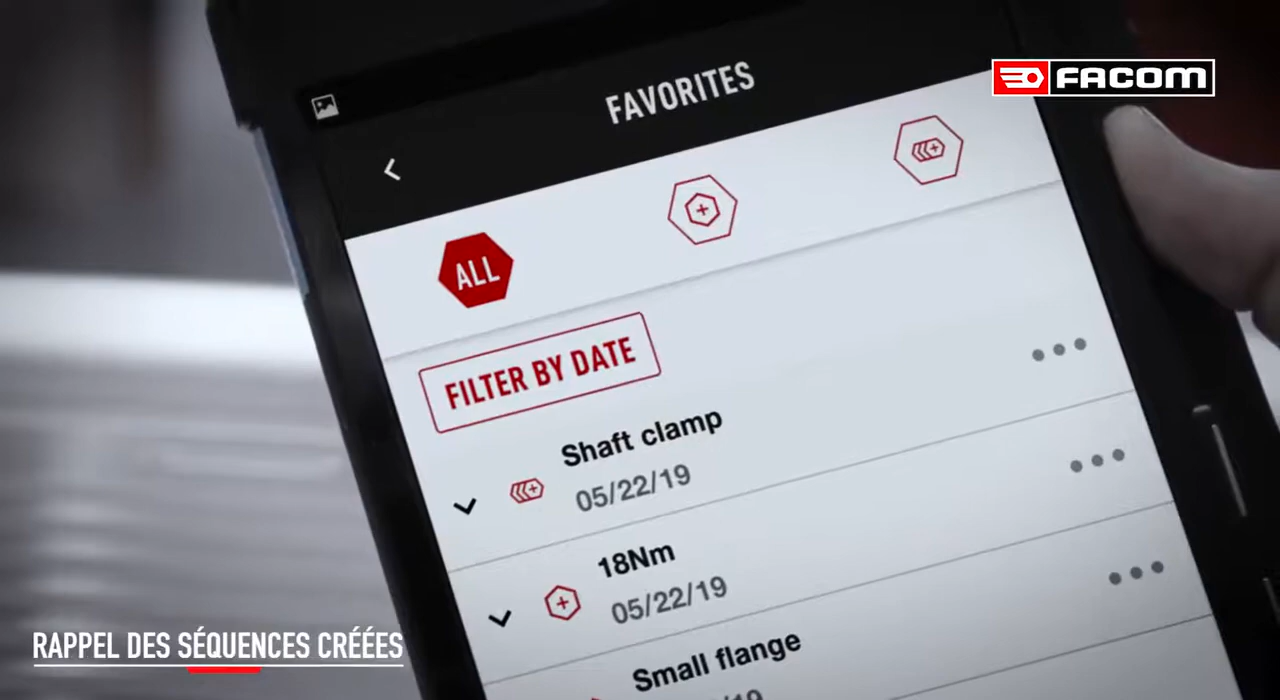 FACOM
FAVORITES
ALL
FILTER BY DATE
Shaft clamp
05/22/19
18Nm
05/22/19
Small flange
RAPPEL DES SÉQUENCES CRÉÉES